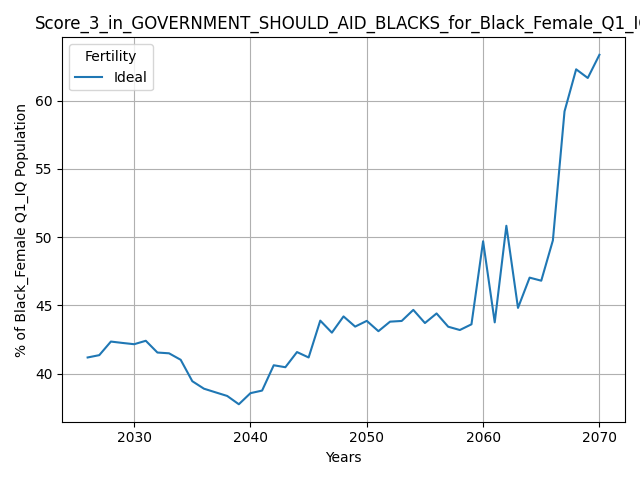 Score_3_in_GOVERNMENT_SHOULD_AID_BLACKS_for_Black_Female_Q1_IQ
Fertility
Ideal
% of Black_Female Q1_IQ Population
60
55
50
45
40
2030 2040 2050 2060 2070
Years